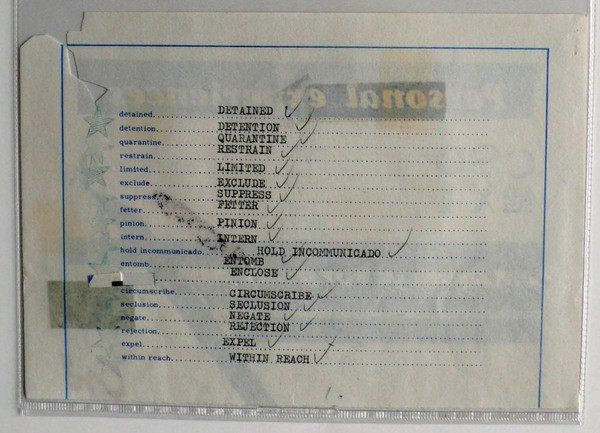 Personal experiences
detained DETAINED
detention DETENTION
quarantine QUARANTINE
restrain RESTRAIN
limited LIMITED
exclude EXCLUDE
suppress SUPPRESS
fetter FETTER
pinion PINION
intern INTERN
hold incommunicado HOLD INCOMMUNICADO
entomb ENTOMB
ENCLOSE
circumscribe CIRCUMSCRIBE
seclusion SECLUSION
negate NEGATE
rejection REJECTION
expel EXPEL
within reach WITHIN REACH